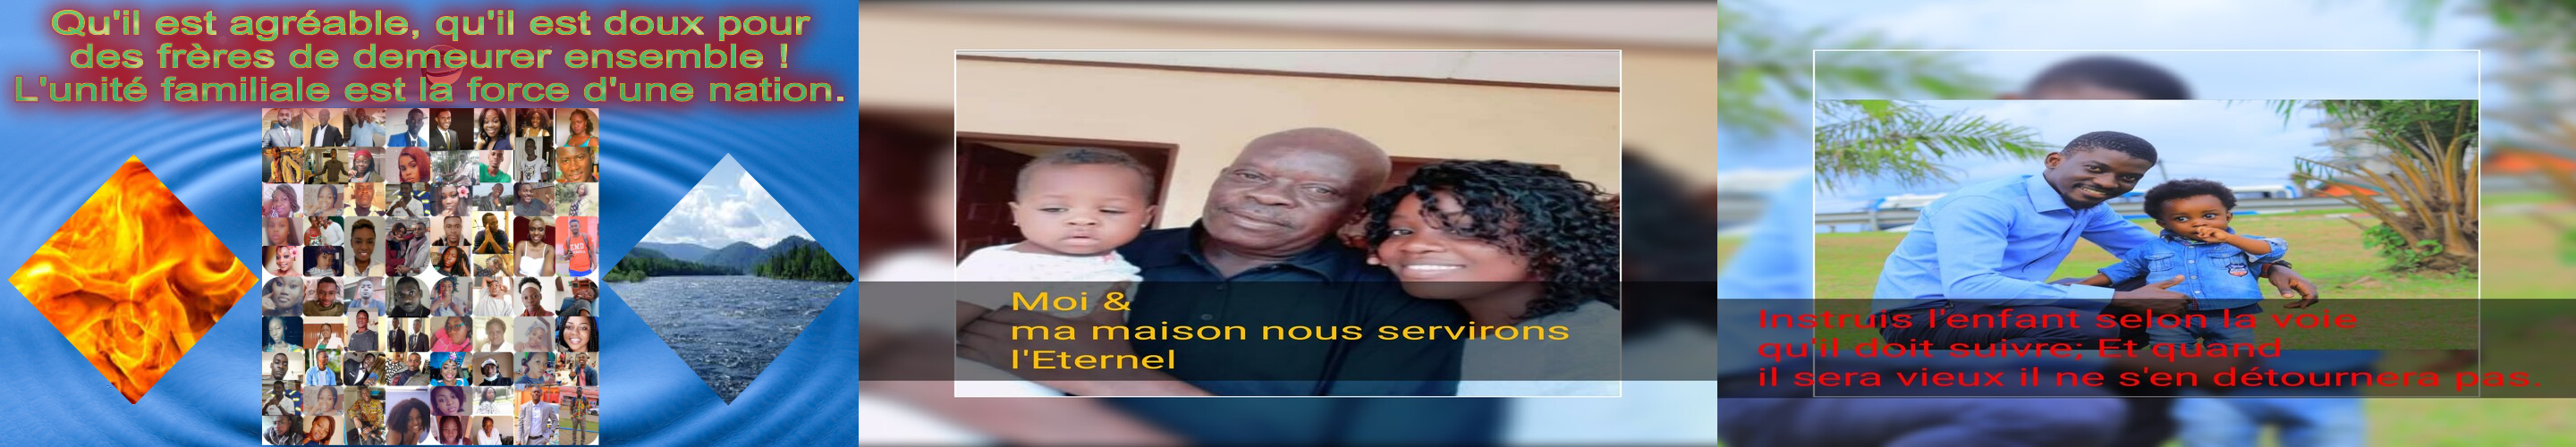 Qu'il est agréable, qu'il est doux pour
des frères de demeurer ensemble !
L'unité familiale est la force d'une nation.
Moi &
ma maison nous servirons
l'Eternel
Instruis l'enfant selon la voie
qu'il doit suivre; Et quand
il sera vieux il ne s'en détournera pas.